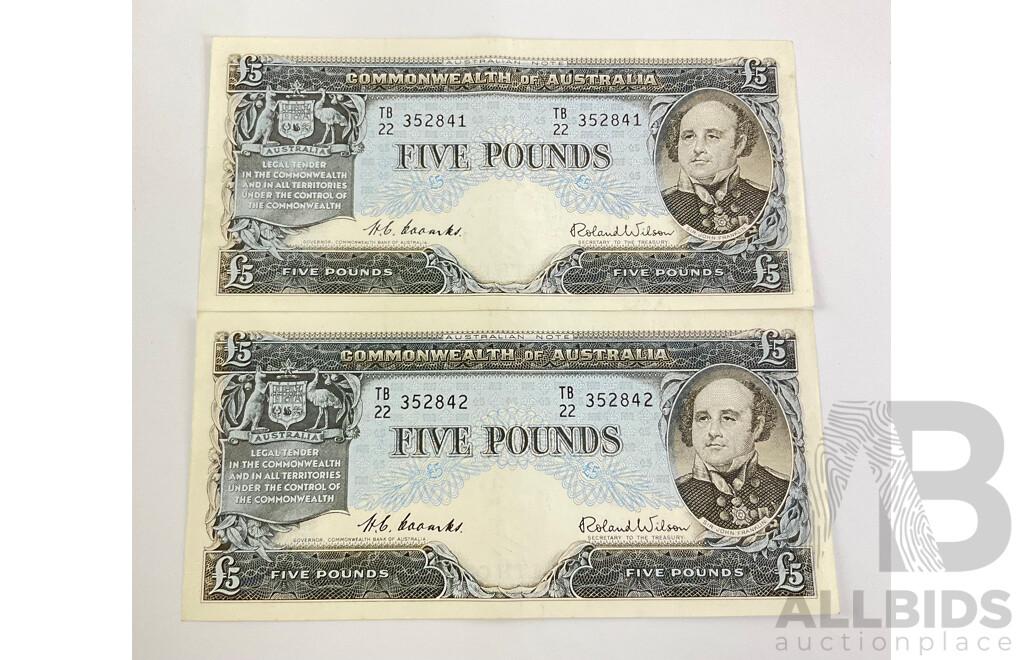 AUSTRALIAN NOTE
£5 COMMONWEALTH OF AUSTRALIA £5
TB 22 352841 TB 22 352841
AUSTRALIA
FIVE POUNDS
LEGAL TENDER
IN THE COMMONWEALTH
AND IN ALL TERRITORIES
UNDER THE CONTROL OF
THE COMMONWEALTH
£5 £5
H.C. Coombs. Roland Wilson
GOVERNOR, COMMONWEALTH BANK OF AUSTRALIA SECRETARY TO THE TREASURY
SIR JOHN FRANKLIN
£5 FIVE POUNDS FIVE POUNDS £5
AUSTRALIAN NOTE
£5 COMMONWEALTH OF AUSTRALIA £5
TB 22 352842 TB 22 352842
AUSTRALIA
FIVE POUNDS
LEGAL TENDER
IN THE COMMONWEALTH
AND IN ALL TERRITORIES
UNDER THE CONTROL OF
THE COMMONWEALTH
£5 £5
H.C. Coombs. Roland Wilson
GOVERNOR, COMMONWEALTH BANK OF AUSTRALIA SECRETARY TO THE TREASURY
SIR JOHN FRANKLIN
£5 FIVE POUNDS FIVE POUNDS £5
AB
ALLBIDS
auctionplace